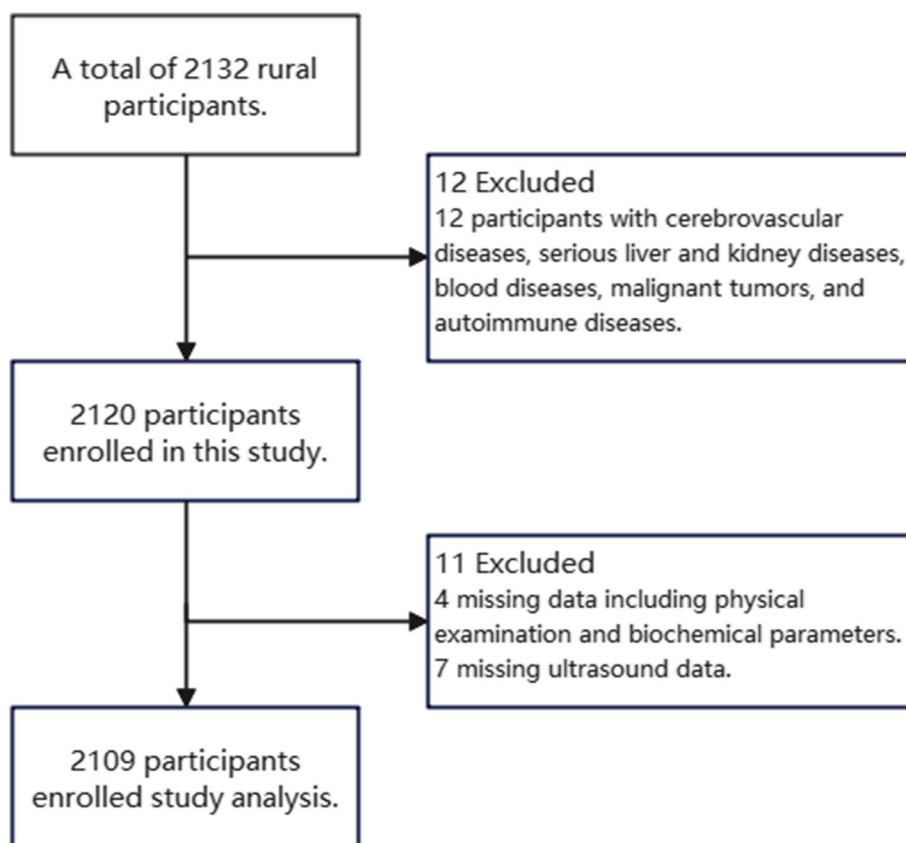 A total of 2132 rural
participants.
12 Excluded
12 participants with cerebrovascular
diseases, serious liver and kidney diseases,
blood diseases, malignant tumors, and
autoimmune diseases.
2120 participants
enrolled in this study.
11 Excluded
4 missing data including physical
examination and biochemical parameters.
7 missing ultrasound data.
2109 participants
enrolled study analysis.